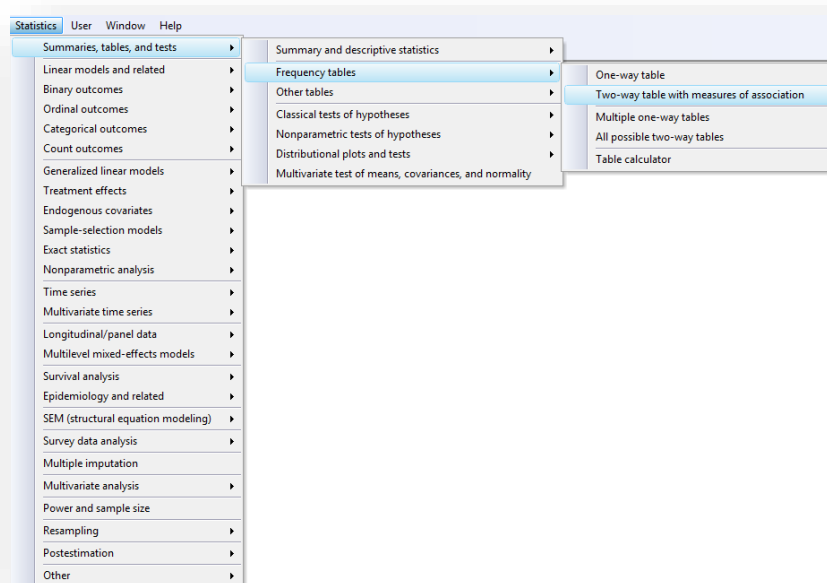 Statistics User Window Help
Summaries, tables, and tests
Linear models and related
Binary outcomes
Ordinal outcomes
Categorical outcomes
Count outcomes
Generalized linear models
Treatment effects
Endogenous covariates
Sample-selection models
Exact statistics
Nonparametric analysis
Time series
Multivariate time series
Longitudinal/panel data
Multilevel mixed-effects models
Survival analysis
Epidemiology and related
SEM (structural equation modeling)
Survey data analysis
Multiple imputation
Multivariate analysis
Power and sample size
Resampling
Postestimation
Other
Summary and descriptive statistics
Frequency tables
Other tables
Classical tests of hypotheses
Nonparametric tests of hypotheses
Distributional plots and tests
Multivariate test of means, covariances, and normality
One-way table
Two-way table with measures of association
Multiple one-way tables
All possible two-way tables
Table calculator